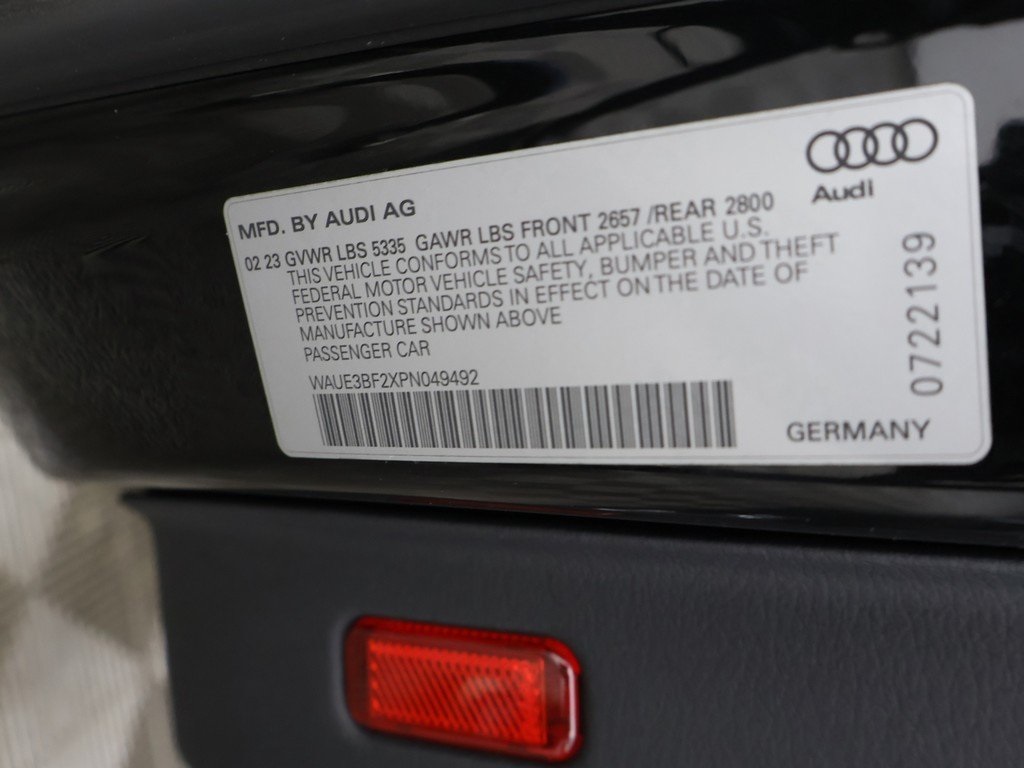 Audi
MFD. BY AUDI AG
02 23 GVWR LBS 5335 GAWR LBS FRONT 2657 /REAR 2800
THIS VEHICLE CONFORMS TO ALL APPLICABLE U.S.
FEDERAL MOTOR VEHICLE SAFETY, BUMPER AND THEFT
PREVENTION STANDARDS IN EFFECT ON THE DATE OF
MANUFACTURE SHOWN ABOVE
PASSENGER CAR
WAUE3BF2XPN049492
GERMANY
07221139